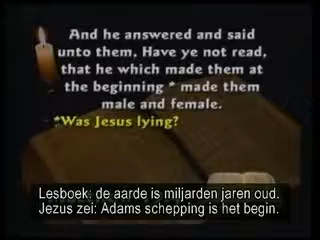 And he answered and said
unto them, Have ye not read,
that he which made them at
the beginning * made them
male and female.
*Was Jesus lying?
Lesboek: de aarde is miljarden jaren oud.
Jezus zei: Adams schepping is het begin.